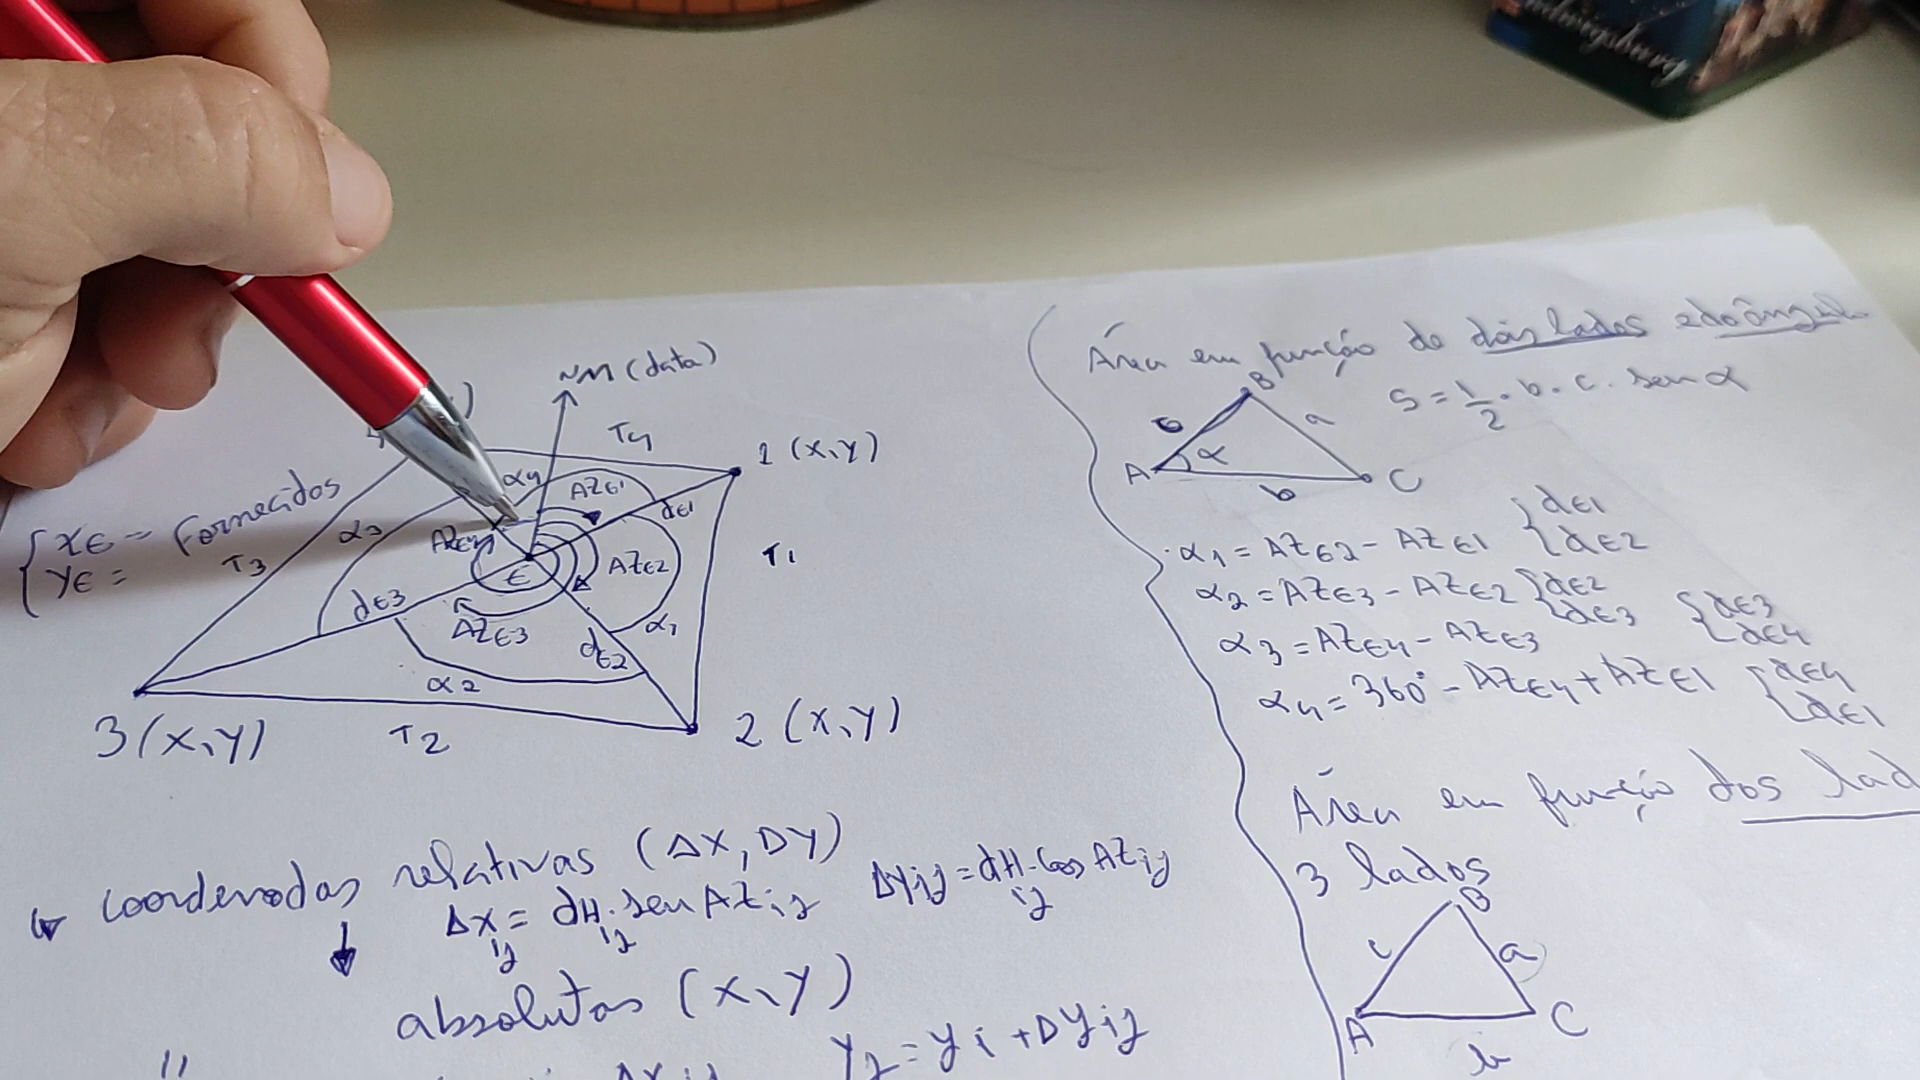 NM (data)
T4
1 (X,Y)
α4
AZE1
dE1
{ XE = Fornecidos
YE =
T3
α3
AZE4
E
AZE2
T1
dE3
AZE3
dE2
α1
α2
3 (X,Y)
T2
2 (X,Y)
coordenadas relativas (ΔX, ΔY)
ΔXij = dHij . sen AZij ΔYij = dHij . Cos AZij
absolutas (X,Y)
Yj = Yi + ΔYij
ΔXij
Área em função de dois lados e do ângulo
S = 1/2 . b . c . sen α
B
c
a
A
α
b
C
α1 = AZE2 - AZE1 { dE1
dE2
α2 = AZE3 - AZE2 { dE2
dE3
α3 = AZE4 - AZE3 { dE3
dE4
α4 = 360° - AZE4 + AZE1 { dE4
dE1
Área em função dos lad
3 lados
B
c
a
A
b
C
Ludwigsburg